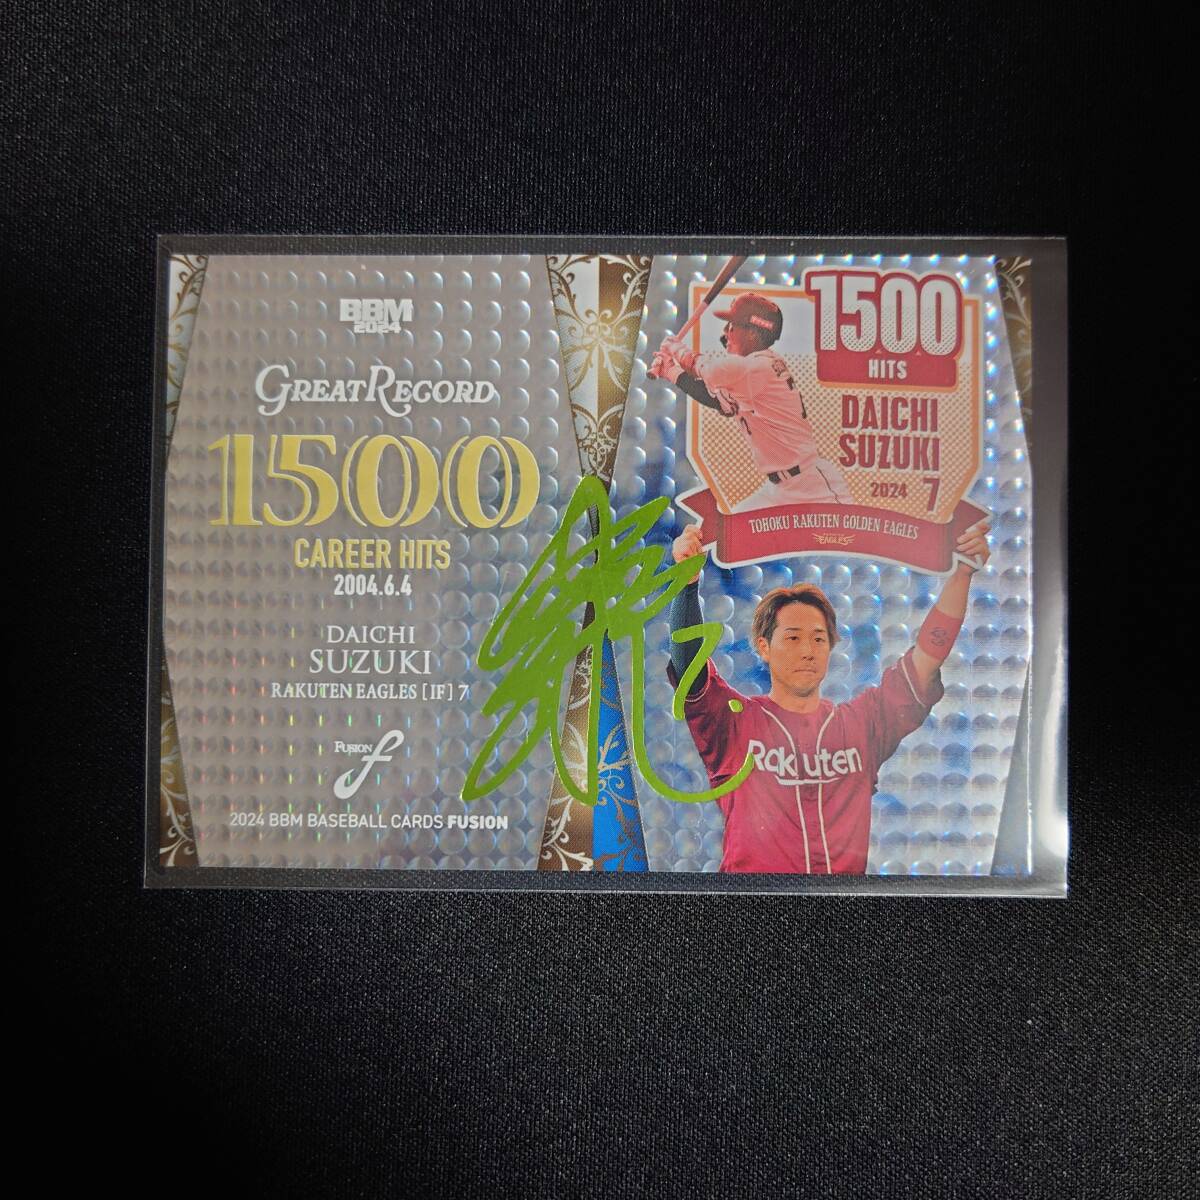 BBM
2024
GREAT RECORD
1500
CAREER HITS
2004.6.4
DAICHI
SUZUKI
RAKUTEN EAGLES [IF] 7
FUSION f
2024 BBM BASEBALL CARDS FUSION
1500
HITS
DAICHI
SUZUKI
2024 7
TOHOKU RAKUTEN GOLDEN EAGLES
EAGLES
7.
Rakuten